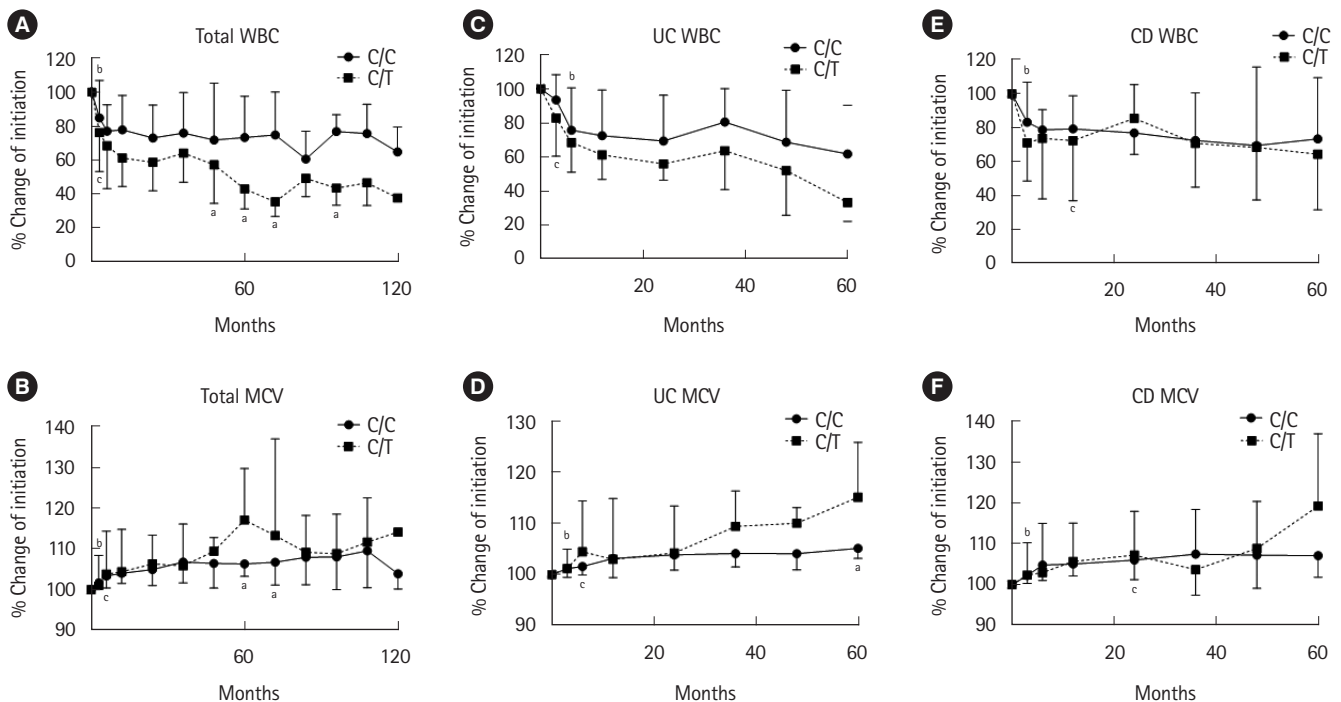 A
Total WBC
% Change of initiation
120
100
80
60
40
20
0
b
c
a
a
a
a
C/C
C/T
60
120
Months
C
UC WBC
% Change of initiation
120
100
80
60
40
20
0
b
c
C/C
C/T
20
40
60
Months
E
CD WBC
% Change of initiation
120
100
80
60
40
20
0
b
c
C/C
C/T
20
40
60
Months
B
Total MCV
% Change of initiation
140
130
120
110
100
90
b
c
a
a
C/C
C/T
60
120
Months
D
UC MCV
% Change of initiation
130
120
110
100
90
b
c
a
C/C
C/T
20
40
60
Months
F
CD MCV
% Change of initiation
140
130
120
110
100
90
b
c
C/C
C/T
20
40
60
Months